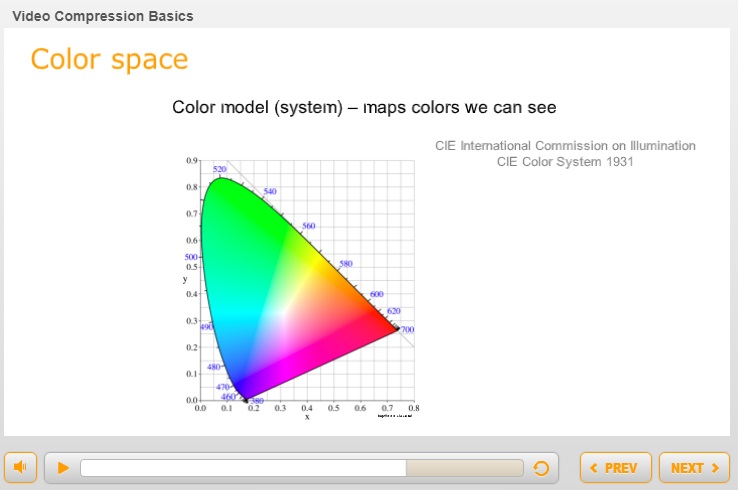 Video Compression Basics
Color space
Color model (system) – maps colors we can see
CIE International Commission on Illumination
CIE Color System 1931
0.9
520
0.8
540
0.7
560
0.6
500
580
0.5
y
0.4
600
620
0.3
490
700
0.2
480
0.1
470
460
380
0.0
0.0 0.1 0.2 0.3 0.4 0.5 0.6 0.7 0.8
x
PREV
NEXT